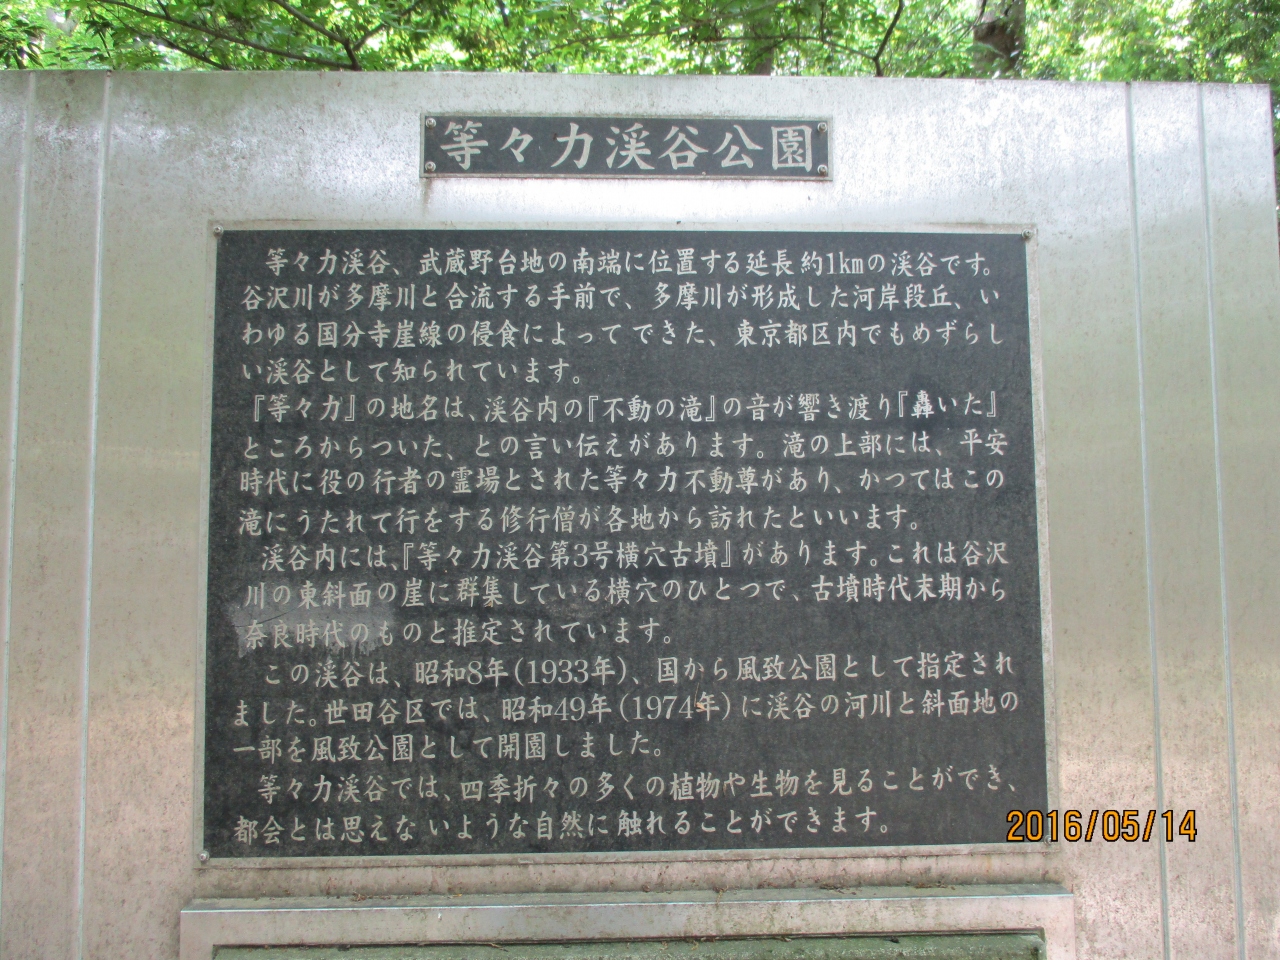 等々力渓谷公園
等々力渓谷、武蔵野台地の南端に位置する延長約1kmの渓谷です。
谷沢川が多摩川と合流する手前で、多摩川が形成した河岸段丘、い
わゆる国分寺崖線の侵食によってできた、東京都区内でもめずらし
い渓谷として知られています。
『等々力』の地名は、渓谷内の『不動の滝』の音が響き渡り『轟いた』
ところからついた、との言い伝えがあります。滝の上部には、平安
時代に役の行者の霊場とされた等々力不動尊があり、かつてはこの
滝にうたれて行をする修行僧が各地から訪れたといいます。
渓谷内には、『等々力渓谷第3号横穴古墳』があります。これは谷沢
川の東斜面の崖に群集している横穴のひとつで、古墳時代末期から
奈良時代のものと推定されています。
この渓谷は、昭和8年(1933年)、国から風致公園として指定され
ました。世田谷区では、昭和49年(1974年)に渓谷の河川と斜面地の
一部を風致公園として開園しました。
等々力渓谷では、四季折々の多くの植物や生物を見ることができ、
都会とは思えないような自然に触れることができます。
2016/05/14